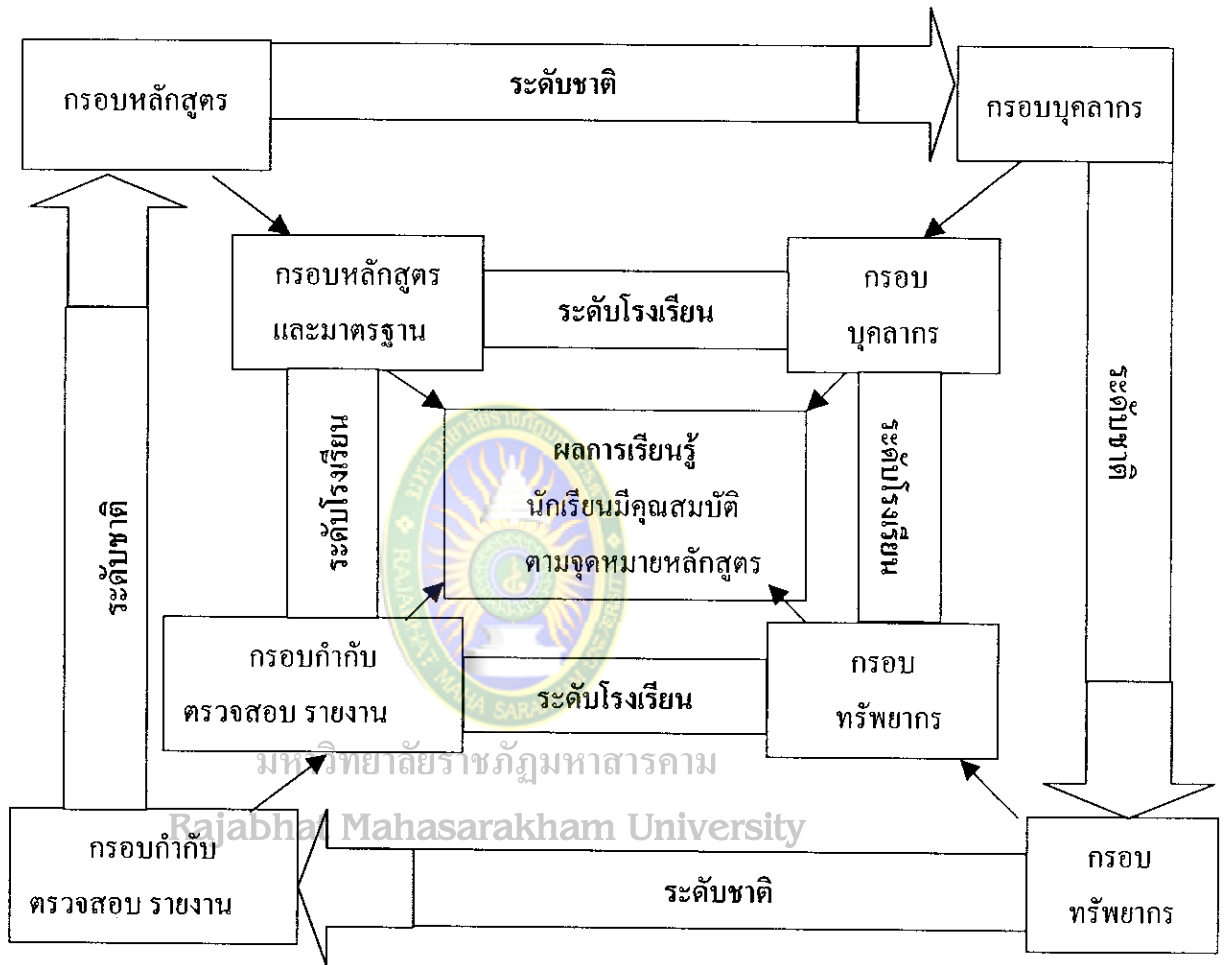 กรอบหลักสูตร
ระดับชาติ
กรอบบุคลากร
กรอบหลักสูตร
และมาตรฐาน
ระดับโรงเรียน
กรอบ
บุคลากร
ระดับชาติ
ระดับโรงเรียน
ผลการเรียนรู้
นักเรียนมีคุณสมบัติ
ตามจุดหมายหลักสูตร
ระดับโรงเรียน
ระดับชาติ
กรอบกำกับ
ตรวจสอบ รายงาน
ระดับโรงเรียน
กรอบ
ทรัพยากร
มหาวิทยาลัยราชภัฏมหาสารคาม
Rajabhat Mahasarakham University
กรอบกำกับ
ตรวจสอบ รายงาน
ระดับชาติ
กรอบ
ทรัพยากร